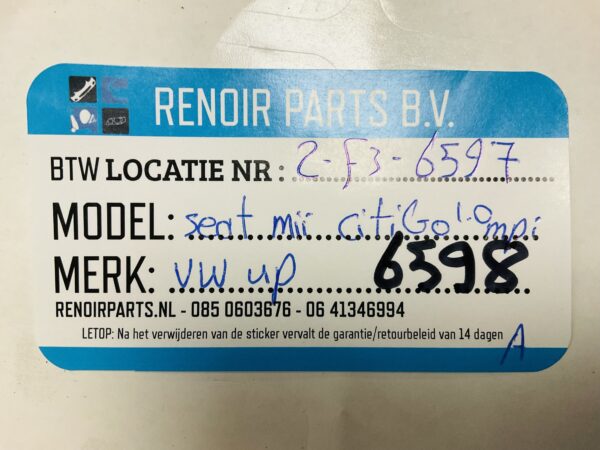 RENOIR PARTS B.V.
BTW LOCATIE NR : 2-F3-6597
MODEL: seat mii citiGo 1.0 mpi
MERK: vw up 6598
RENOIRPARTS.NL - 085 0603676 - 06 41346994
LETOP: Na het verwijderen van de sticker vervalt de garantie/retourbeleid van 14 dagen A